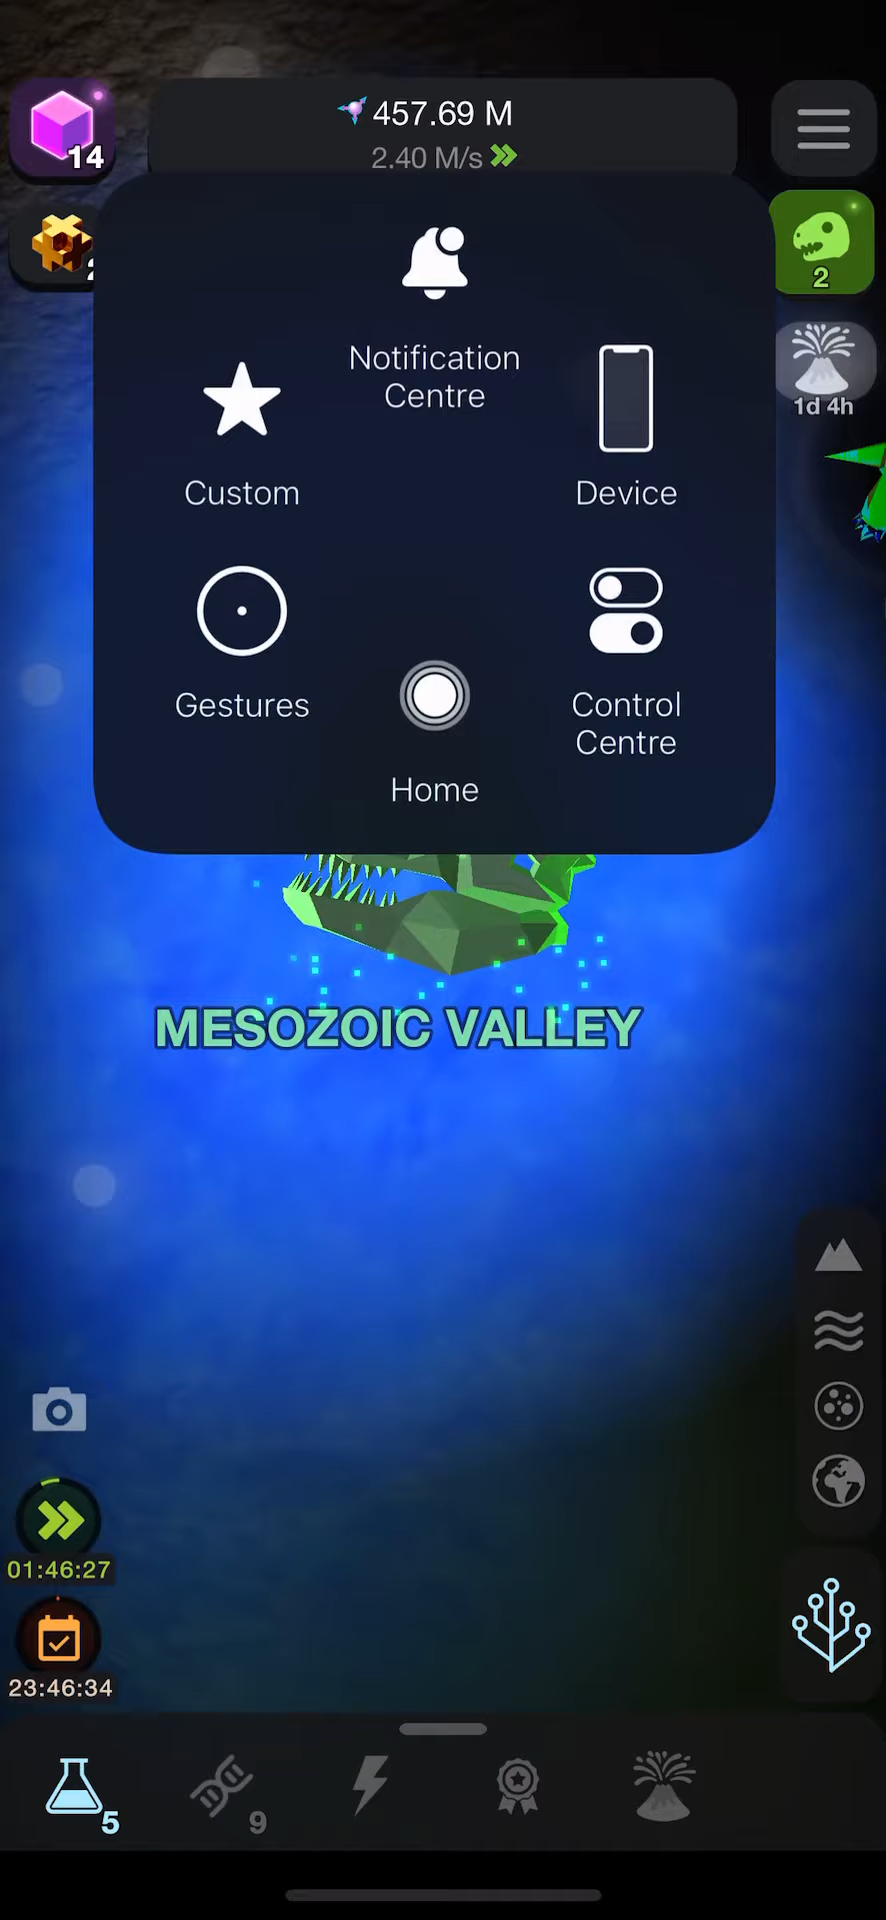 457.69 M
14
2.40 M/s
2
Notification
Centre
1d 4h
Custom
Device
Gestures
Control
Centre
Home
MESOZOIC VALLEY
01:46:27
23:46:34
5
9